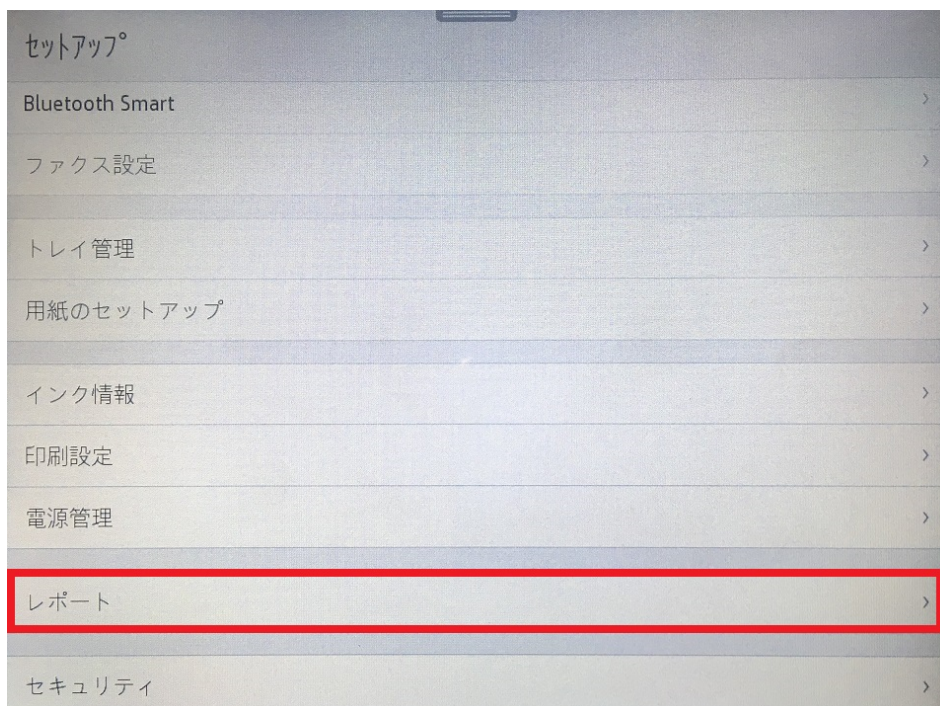 セットアップ
Bluetooth Smart
ファクス設定
トレイ管理
用紙のセットアップ
インク情報
印刷設定
電源管理
レポート
セキュリティ